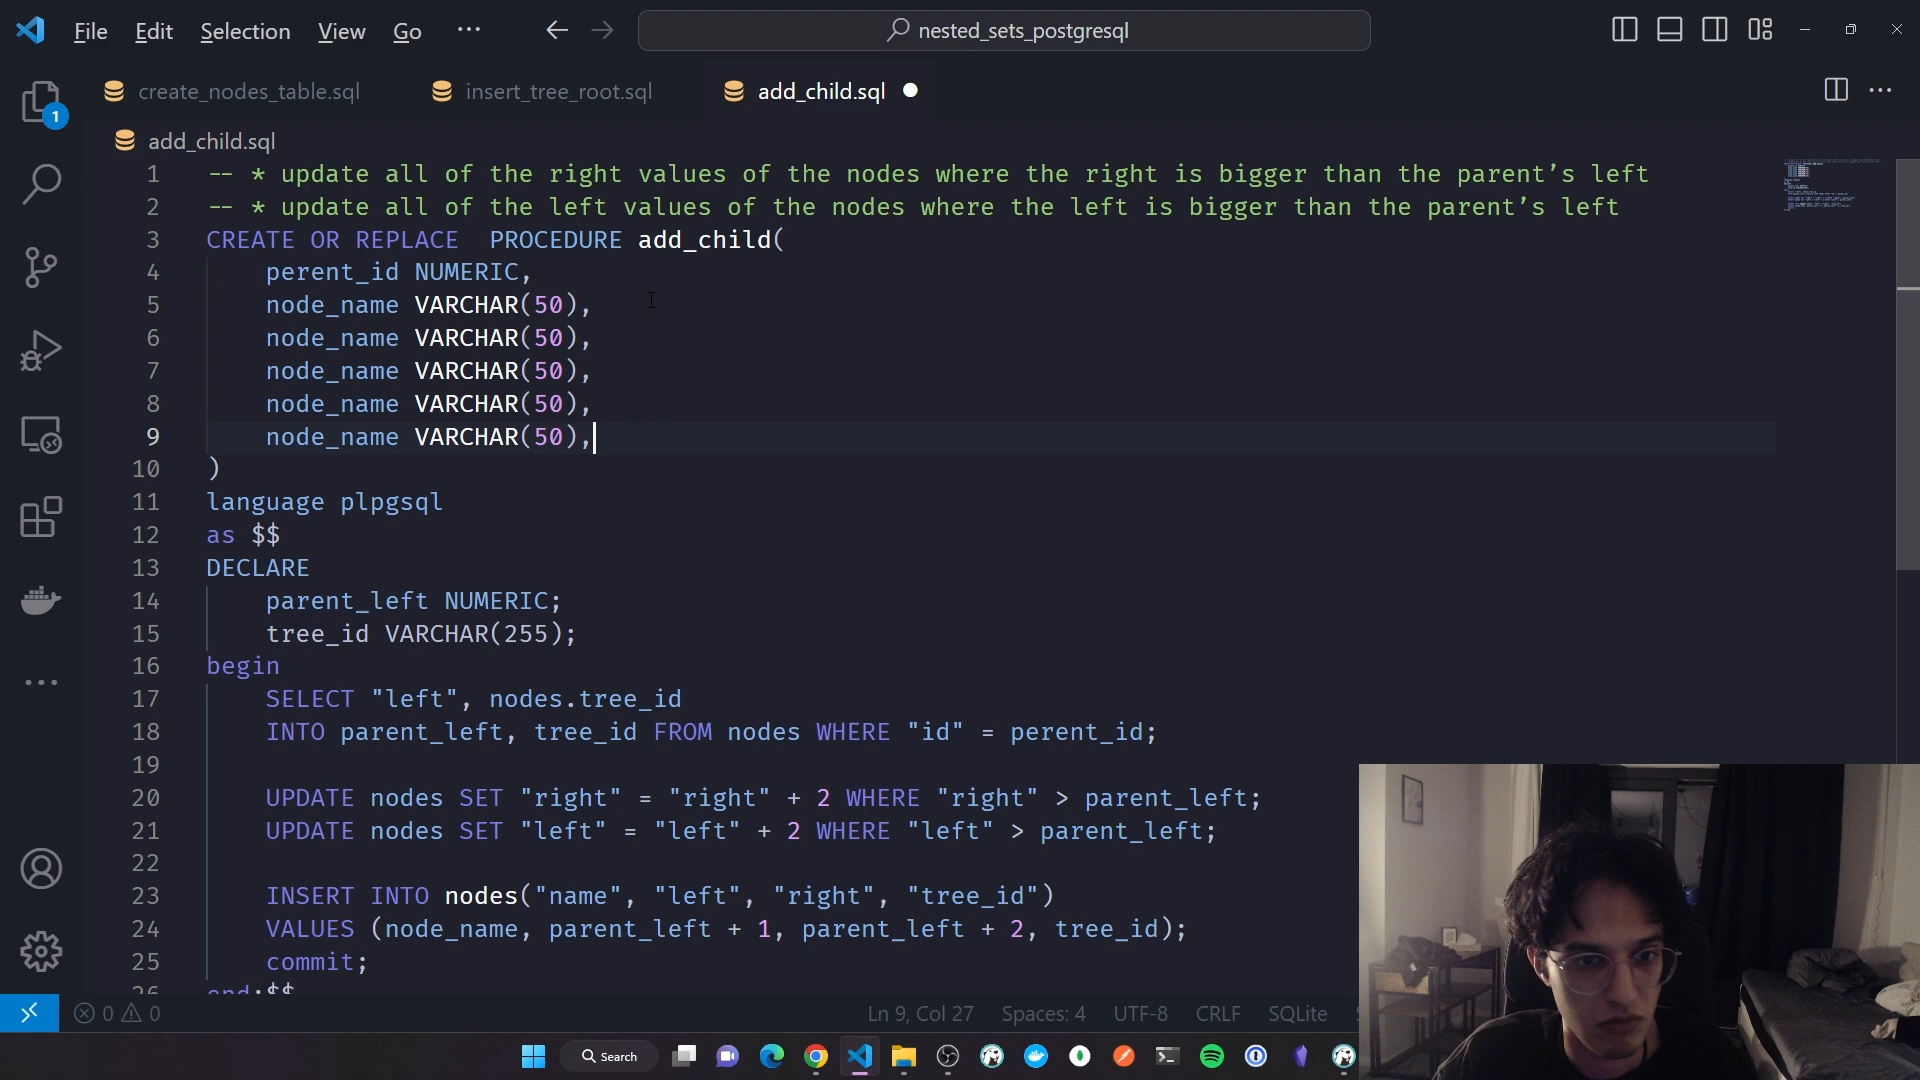 File Edit Selection View Go ··· nested_sets_postgresql
create_nodes_table.sql insert_tree_root.sql add_child.sql
add_child.sql
1 -- * update all of the right values of the nodes where the right is bigger than the parent’s left
2 -- * update all of the left values of the nodes where the left is bigger than the parent’s left
3 CREATE OR REPLACE  PROCEDURE add_child(
4 perent_id NUMERIC,
5 node_name VARCHAR(50),
6 node_name VARCHAR(50),
7 node_name VARCHAR(50),
8 node_name VARCHAR(50),
9 node_name VARCHAR(50),
10 )
11 language plpgsql
12 as $$
13 DECLARE
14 parent_left NUMERIC;
15 tree_id VARCHAR(255);
16 begin
17 SELECT "left", nodes.tree_id
18 INTO parent_left, tree_id FROM nodes WHERE "id" = perent_id;
19
20 UPDATE nodes SET "right" = "right" + 2 WHERE "right" > parent_left;
21 UPDATE nodes SET "left" = "left" + 2 WHERE "left" > parent_left;
22
23 INSERT INTO nodes("name", "left", "right", "tree_id")
24 VALUES (node_name, parent_left + 1, parent_left + 2, tree_id);
25 commit;
26 end;$$
1
0 0 Ln 9, Col 27 Spaces: 4 UTF-8 CRLF SQLite
Search